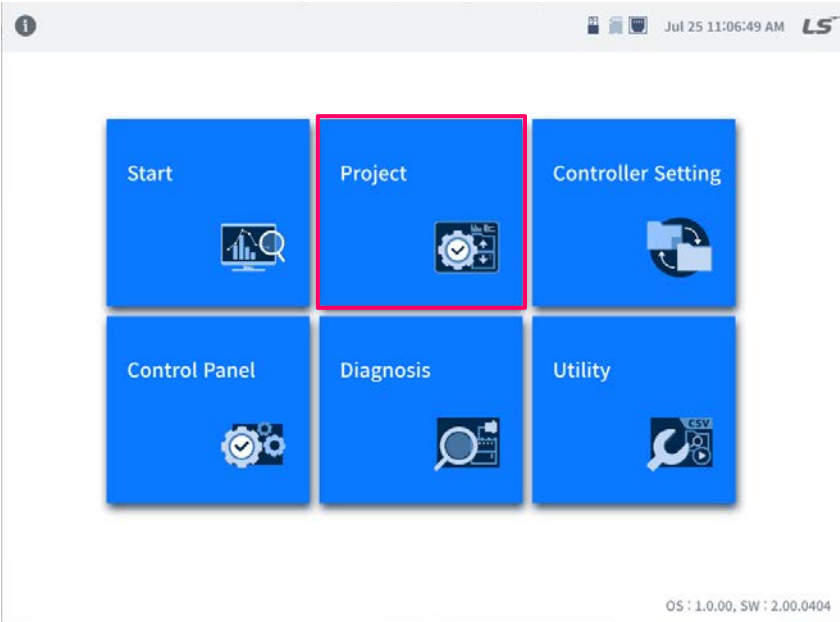 Jul 25 11:06:49 AM LS
Start
Project
Controller Setting
Control Panel
Diagnosis
Utility
CSV
OS : 1.0.00, SW : 2.00.0404